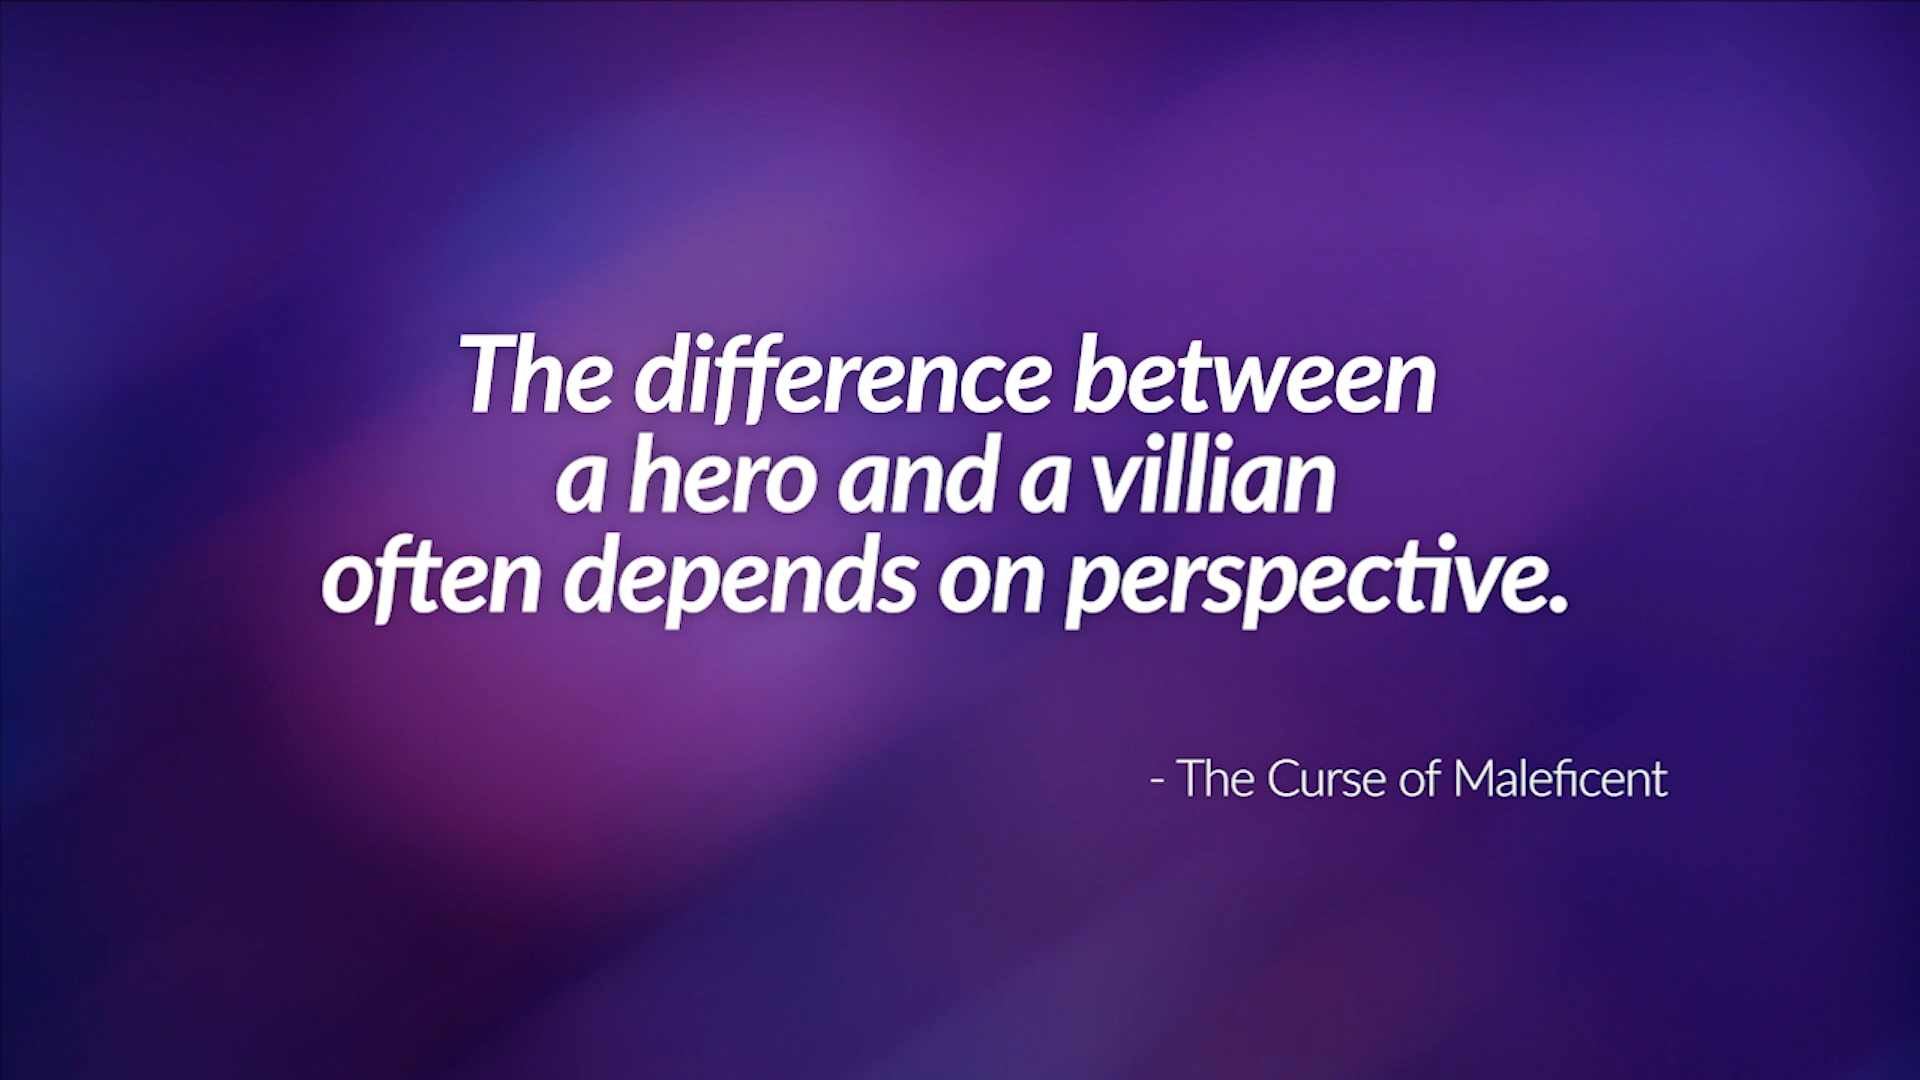 The difference between
a hero and a villian
often depends on perspective.
- The Curse of Maleficent